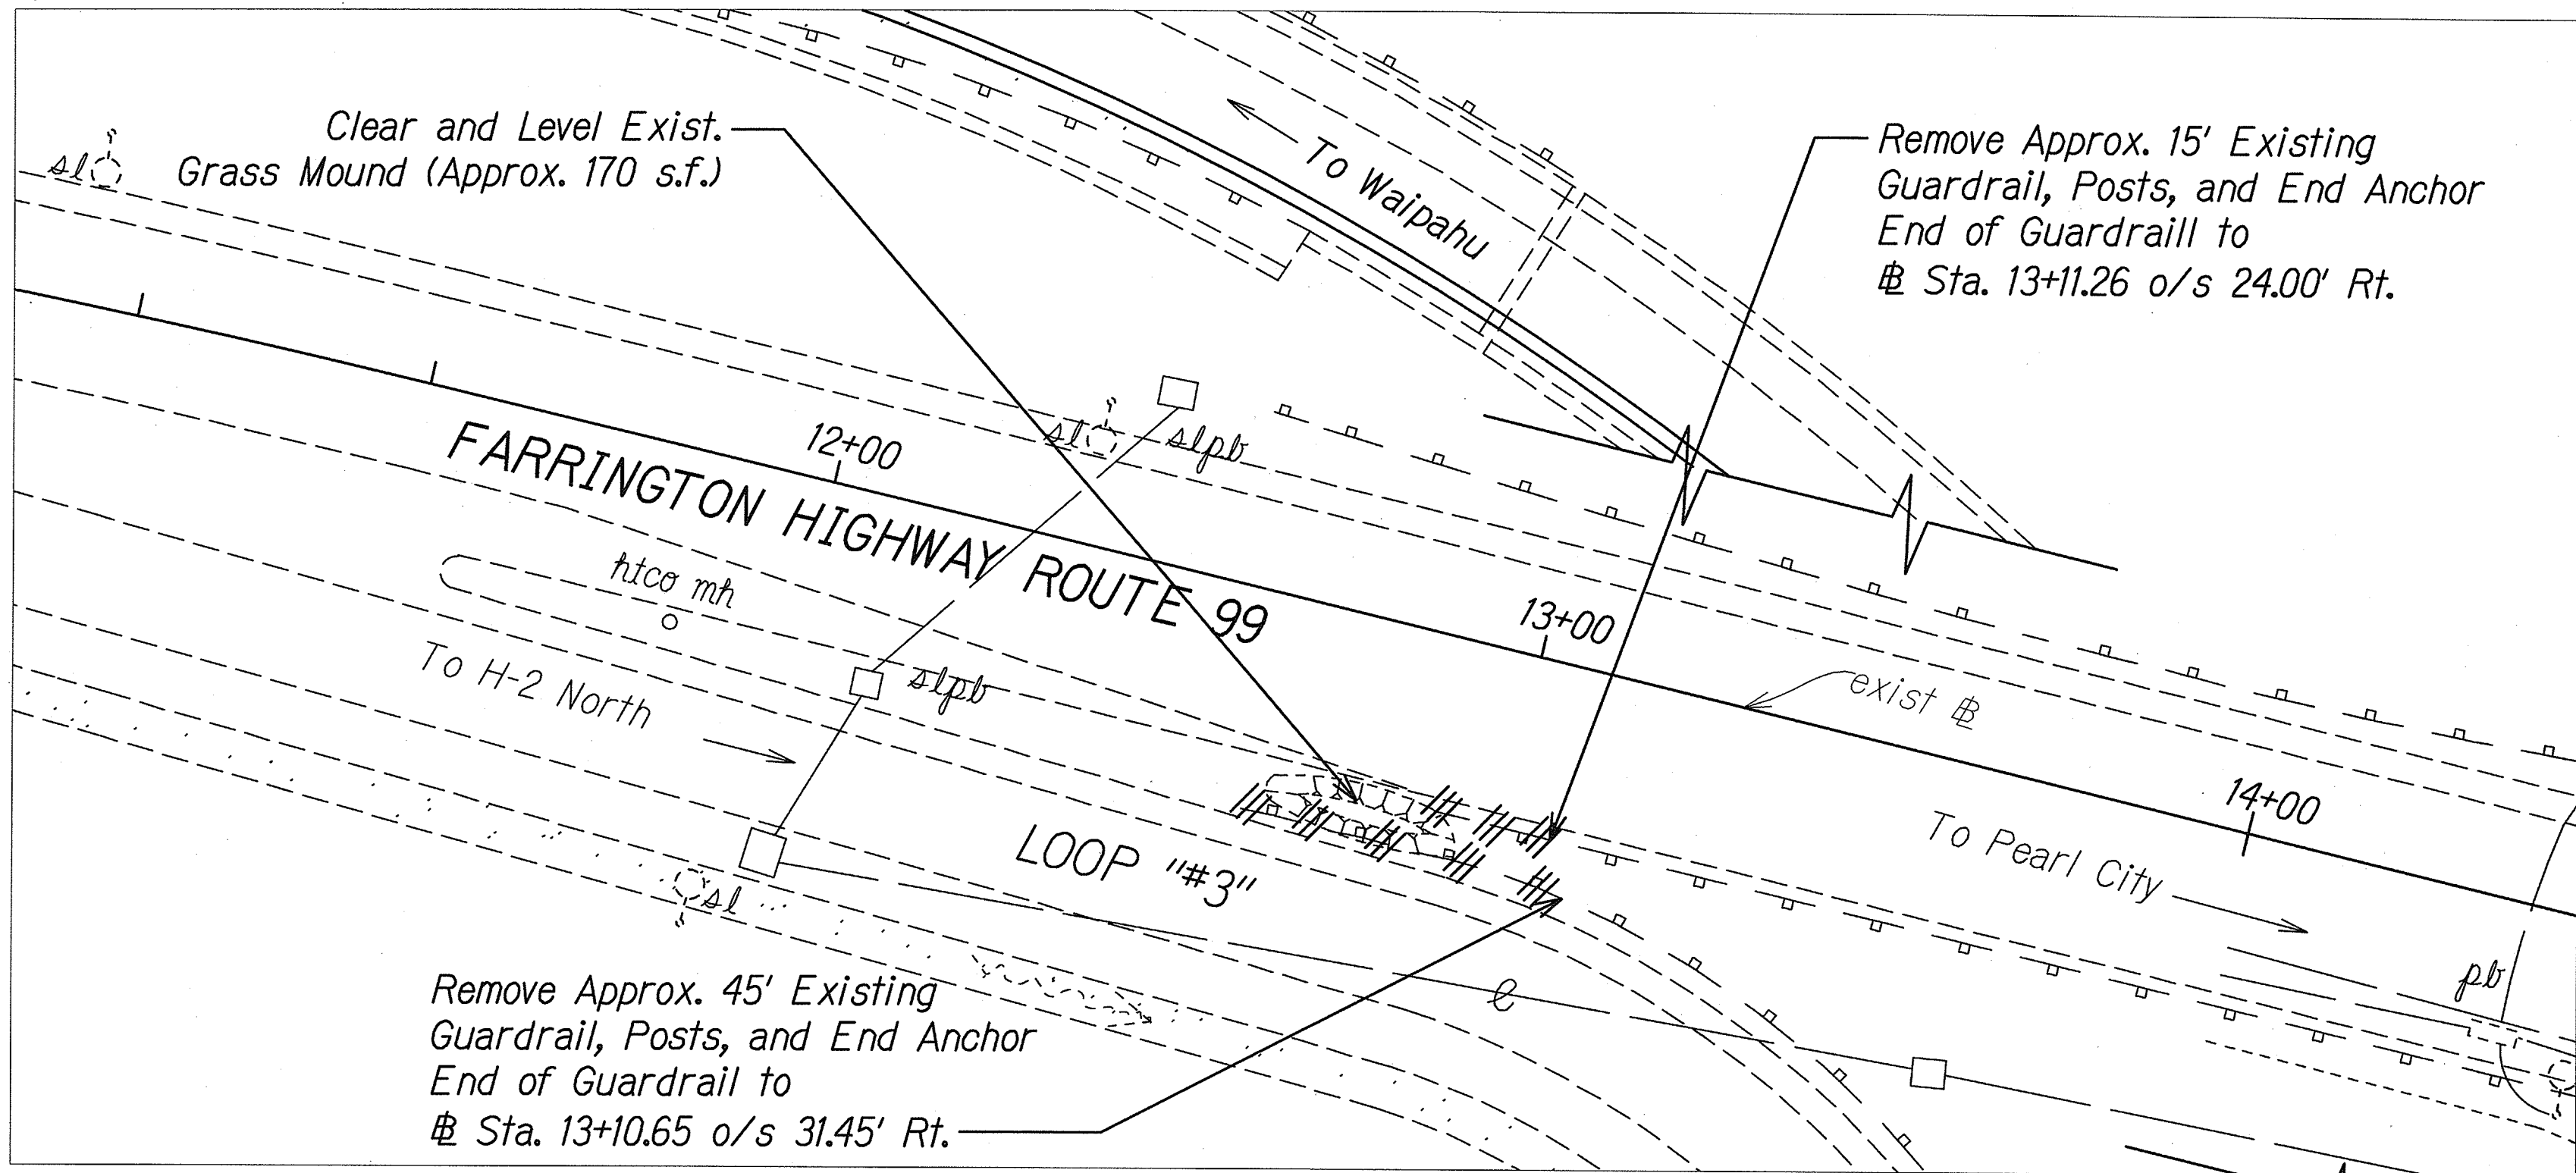 Clear and Level Exist.
Grass Mound (Approx. 170 s.f.)
To Waipahu
Remove Approx. 15' Existing
Guardrail, Posts, and End Anchor
End of Guardraill to
℄ Sta. 13+11.26 o/s 24.00' Rt.
sl
12+00
sl
slpb
FARRINGTON HIGHWAY ROUTE 99
htco mh
13+00
To H-2 North
slpb
exist ℄
14+00
To Pearl City
LOOP "#3"
sl
pb
e
Remove Approx. 45' Existing
Guardrail, Posts, and End Anchor
End of Guardrail to
℄ Sta. 13+10.65 o/s 31.45' Rt.